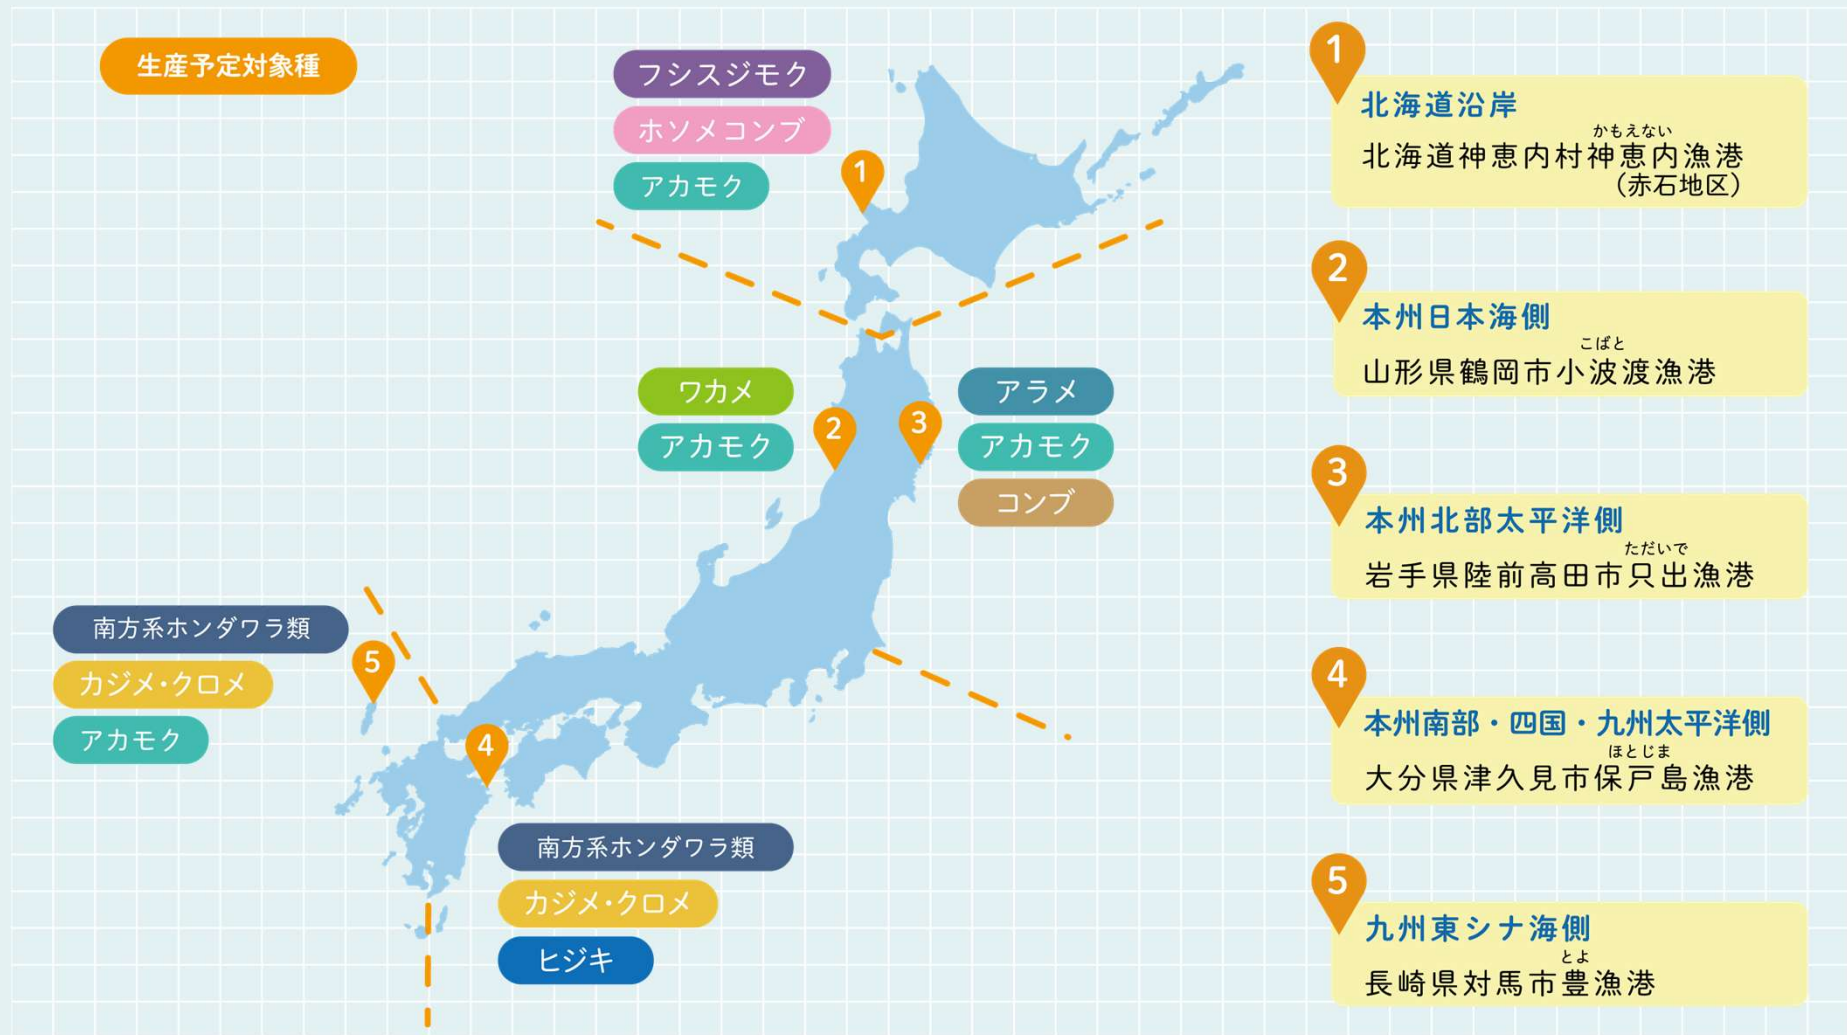 生産予定対象種
フシスジモク
ホソメコンブ
アカモク
1
ワカメ
アカモク
2
3
アラメ
アカモク
コンブ
南方系ホンダワラ類
カジメ・クロメ
アカモク
5
4
南方系ホンダワラ類
カジメ・クロメ
ヒジキ
1
北海道沿岸
かもえない
北海道神恵内村神恵内漁港
（赤石地区）
2
本州日本海側
こばと
山形県鶴岡市小波渡漁港
3
本州北部太平洋側
ただいで
岩手県陸前高田市只出漁港
4
本州南部・四国・九州太平洋側
ほとじま
大分県津久見市保戸島漁港
5
九州東シナ海側
とよ
長崎県対馬市豊漁港